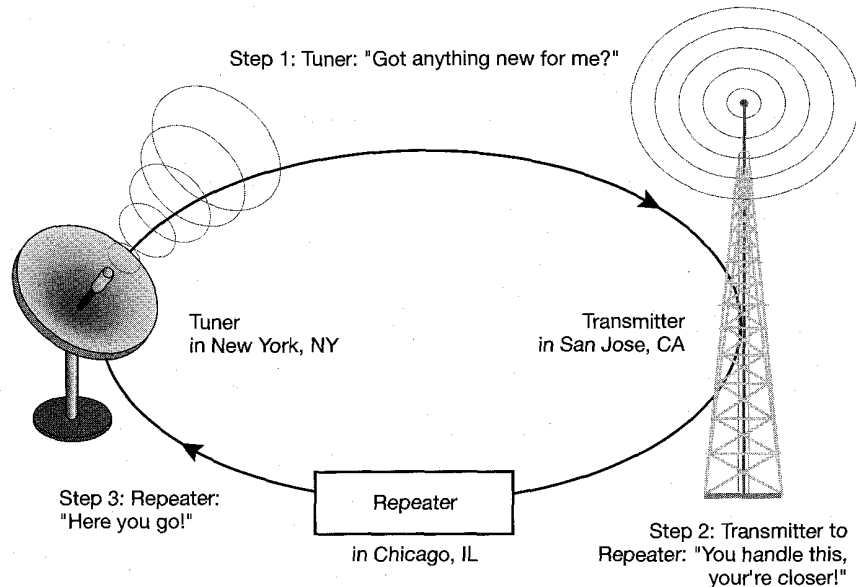 Step 1: Tuner: "Got anything new for me?"
Tuner
in New York, NY
Transmitter
in San Jose, CA
Step 3: Repeater:
"Here you go!"
Repeater
in Chicago, IL
Step 2: Transmitter to
Repeater: "You handle this,
your're closer!"